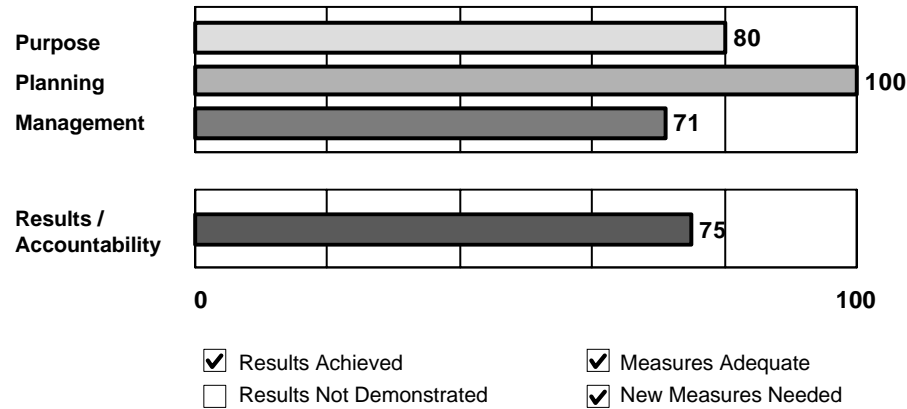 Purpose 80
Planning 100
Management 71
Results /
Accountability 75
0 100
Results Achieved Measures Adequate
Results Not Demonstrated New Measures Needed